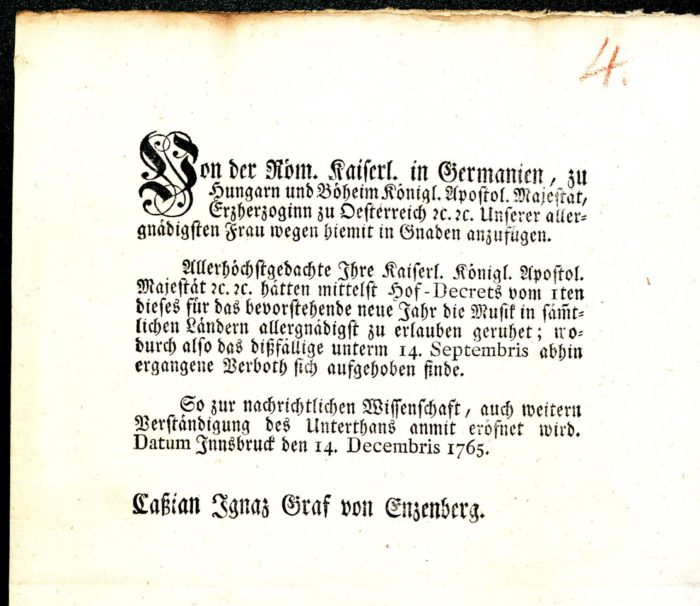 4.
Von der Röm. Kaiserl. in Germanien, zu
Hungarn und Böheim Königl. Apostol. Majestät,
Erzherzoginn zu Oesterreich ꝛc. ꝛc. Unserer aller-
gnädigsten Frau wegen hiemit in Gnaden anzufügen.
Allerhöchstgedachte Ihre Kaiserl. Königl. Apostol.
Majestät ꝛc. ꝛc. hätten mittelst Hof-Decrets vom 1ten
dieses für das bevorstehende neue Jahr die Musik in sämt-
lichen Ländern allergnädigst zu erlauben geruhet; wo-
durch also das dißfällige unterm 14. Septembris abhin
ergangene Verboth sich aufgehoben finde.
So zur nachrichtlichen Wissenschaft, auch weitern
Verständigung des Unterthans anmit eröfnet wird.
Datum Innsbruck den 14. Decembris 1765.
Caßian Ignaz Graf von Enzenberg.